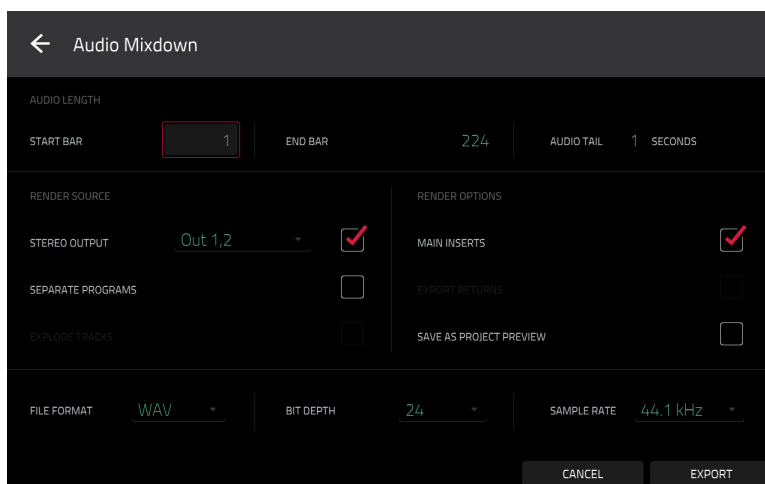 Audio Mixdown
AUDIO LENGTH
START BAR 1 END BAR 224 AUDIO TAIL 1 SECONDS
RENDER SOURCE RENDER OPTIONS
STEREO OUTPUT Out 1,2 MAIN INSERTS
SEPARATE PROGRAMS EXPORT RETURNS
EXPLODE TRACKS SAVE AS PROJECT PREVIEW
FILE FORMAT WAV BIT DEPTH 24 SAMPLE RATE 44.1 kHz
CANCEL EXPORT